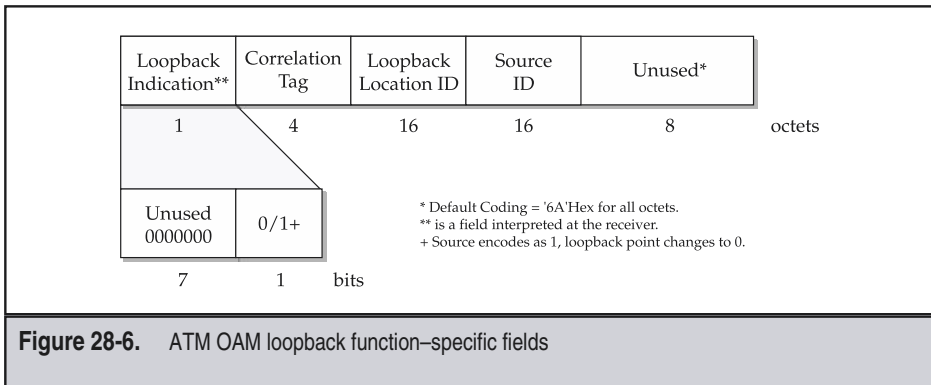 Loopback Indication**
Correlation Tag
Loopback Location ID
Source ID
Unused*
1 4 16 16 8 octets
Unused 0000000
0/1+
7 1 bits
* Default Coding = '6A'Hex for all octets.
** is a field interpreted at the receiver.
+ Source encodes as 1, loopback point changes to 0.
Figure 28-6. ATM OAM loopback function–specific fields